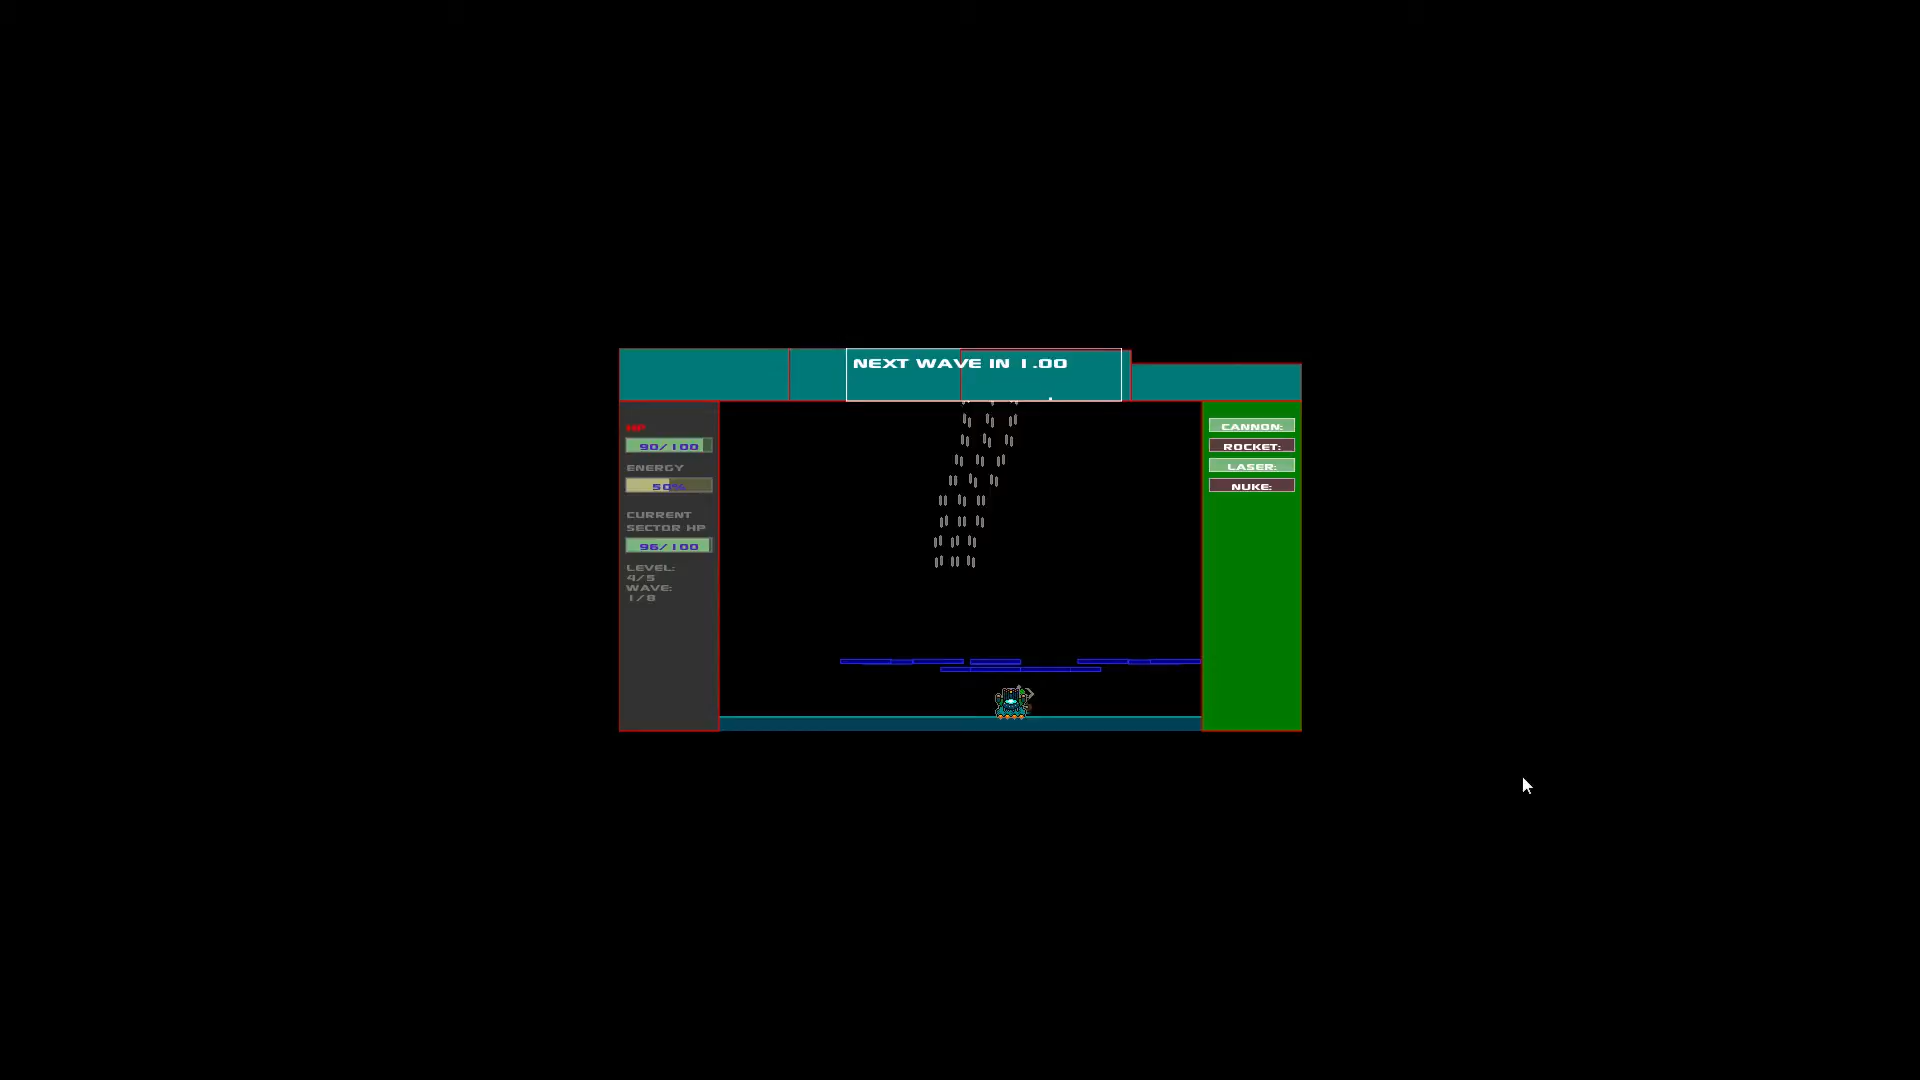 NEXT WAVE IN 1.00
HP
90/100
ENERGY
50%
CURRENT
SECTOR HP
96/100
LEVEL:
4/5
WAVE:
1/8
CANNON:
ROCKET:
LASER:
NUKE: